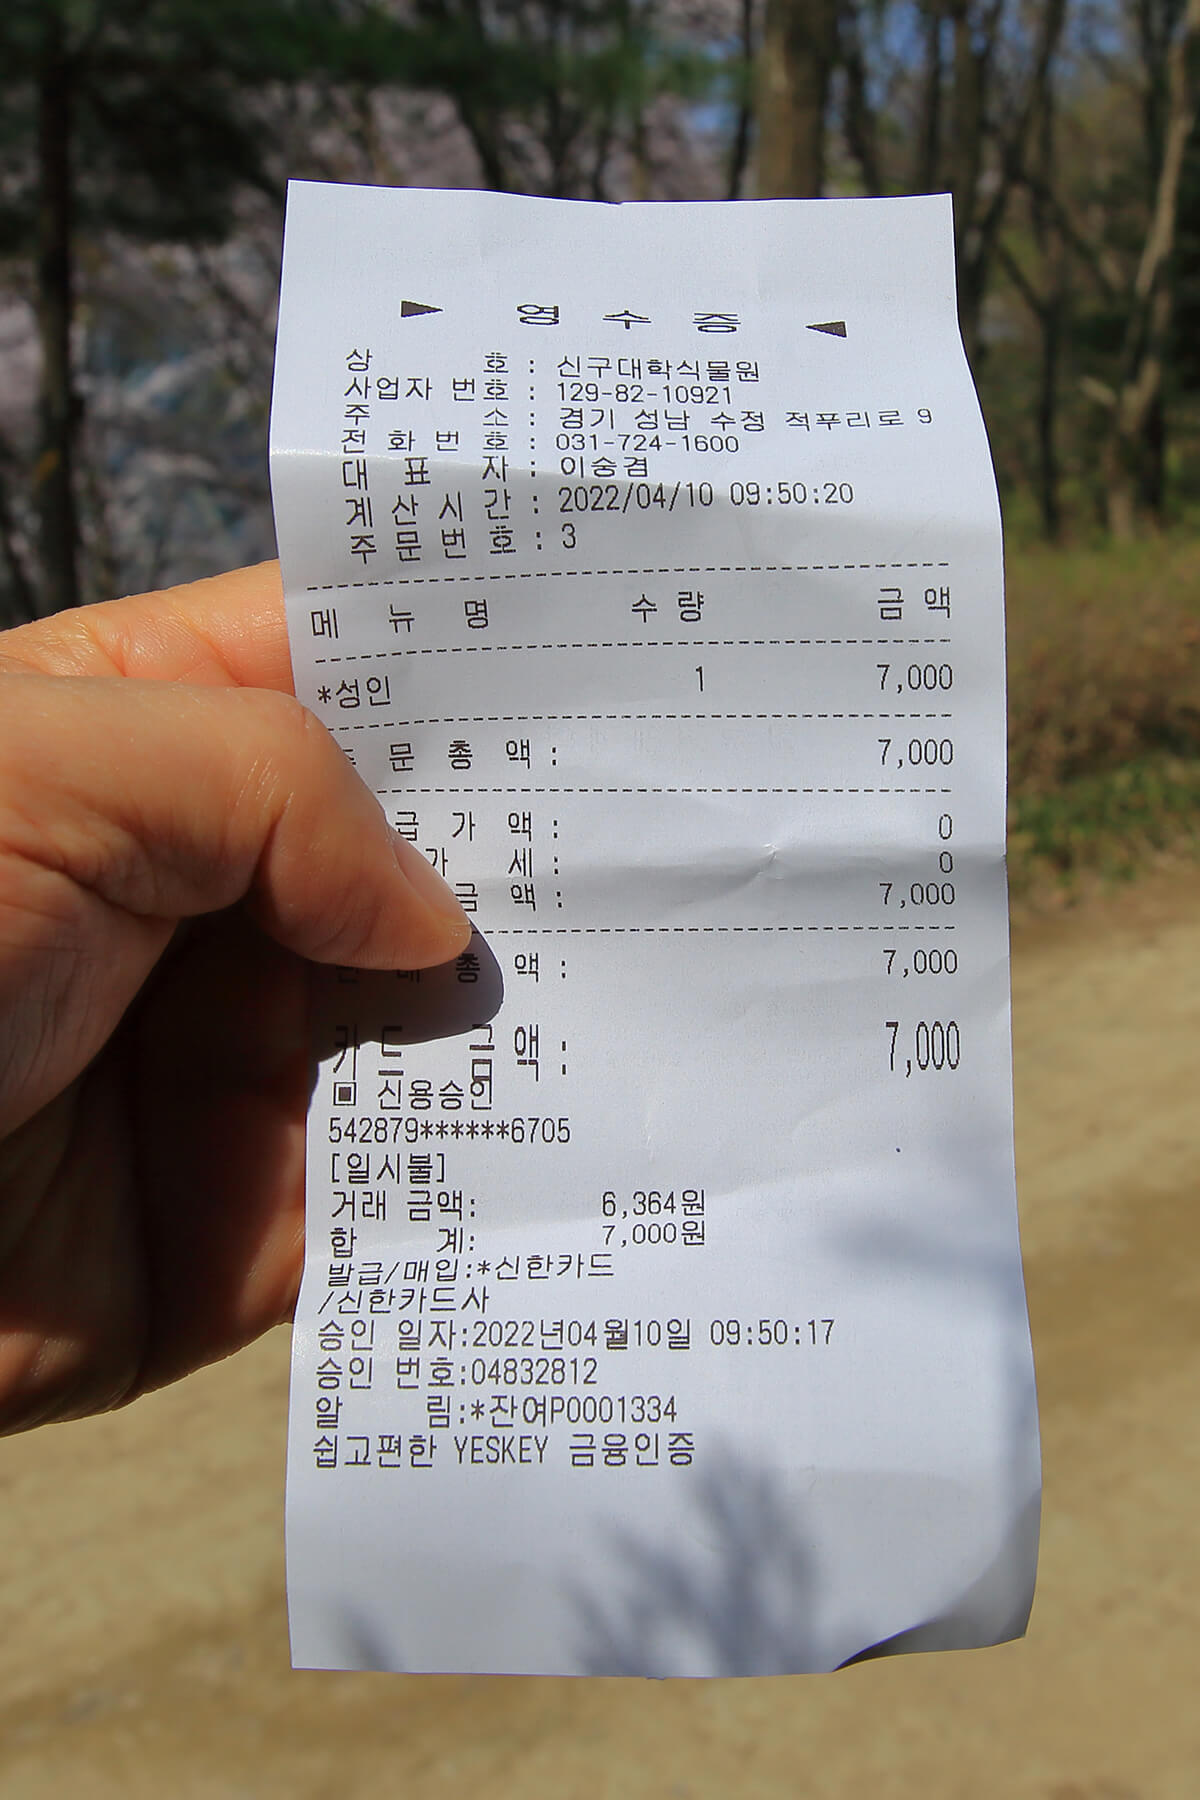 ▶ 영 수 증 ◀
상 호 : 신구대학식물원
사업자 번호 : 129-82-10921
주 소 : 경기 성남 수정 적푸리로 9
전 화 번 호 : 031-724-1600
대 표 자 : 이숭겸
계 산 시 간 : 2022/04/10 09:50:20
주 문 번 호 : 3
메 뉴 명 수 량 금 액
*성인 1 7,000
문 총 액 : 7,000
급 가 액 : 0
가 세 : 0
금 액 : 7,000
총 액 : 7,000
카 드 금 액 : 7,000
▣ 신용승인
542879******6705
[일시불]
거래 금액: 6,364원
합 계: 7,000원
발급/매입:*신한카드
/신한카드사
승인 일자:2022년04월10일 09:50:17
승인 번호:04832812
알 림:*잔여P0001334
쉽고편한 YESKEY 금융인증